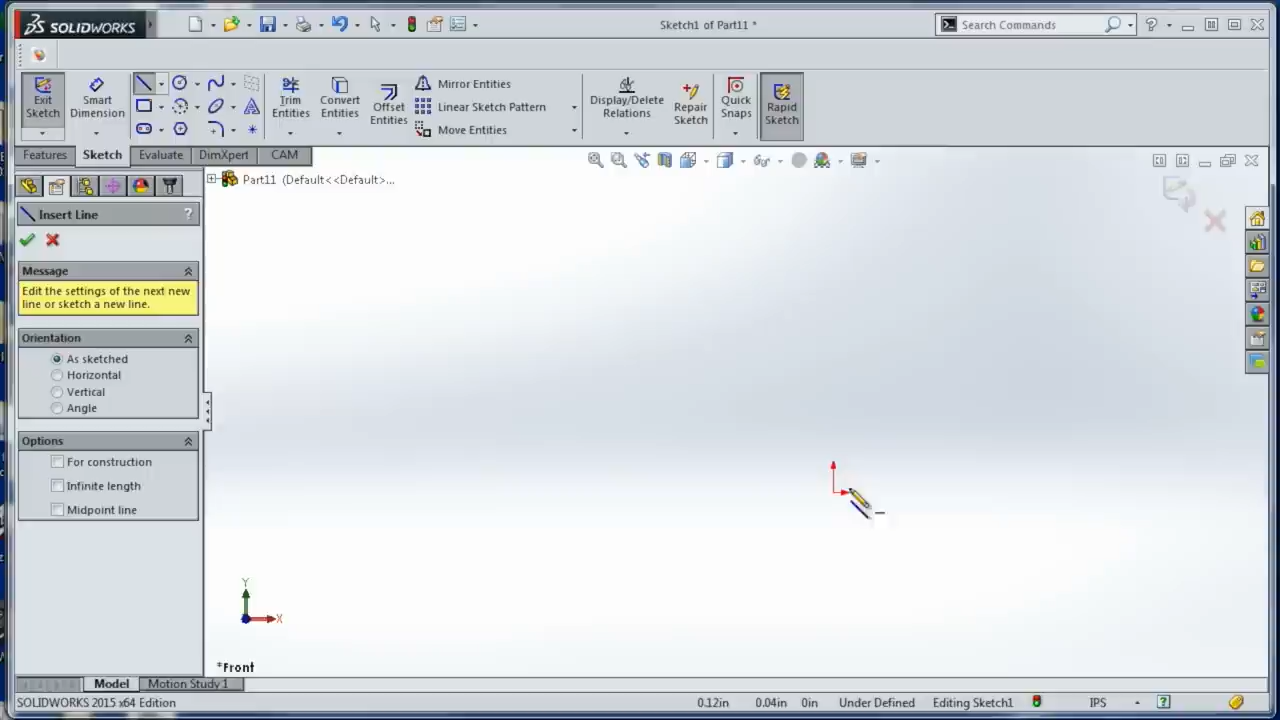 SOLIDWORKS
Sketch1 of Part11 *
Search Commands
Exit Sketch
Smart Dimension
Trim Entities
Convert Entities
Offset Entities
Mirror Entities
Linear Sketch Pattern
Move Entities
Display/Delete Relations
Repair Sketch
Quick Snaps
Rapid Sketch
Features
Sketch
Evaluate
DimXpert
CAM
Part11 (Default<<Default>...
Insert Line
?
Message
Edit the settings of the next new
line or sketch a new line.
Orientation
As sketched
Horizontal
Vertical
Angle
Options
For construction
Infinite length
Midpoint line
Y
X
*Front
Model
Motion Study 1
SOLIDWORKS 2015 x64 Edition
0.12in
0.04in
0in
Under Defined
Editing Sketch1
IPS
?